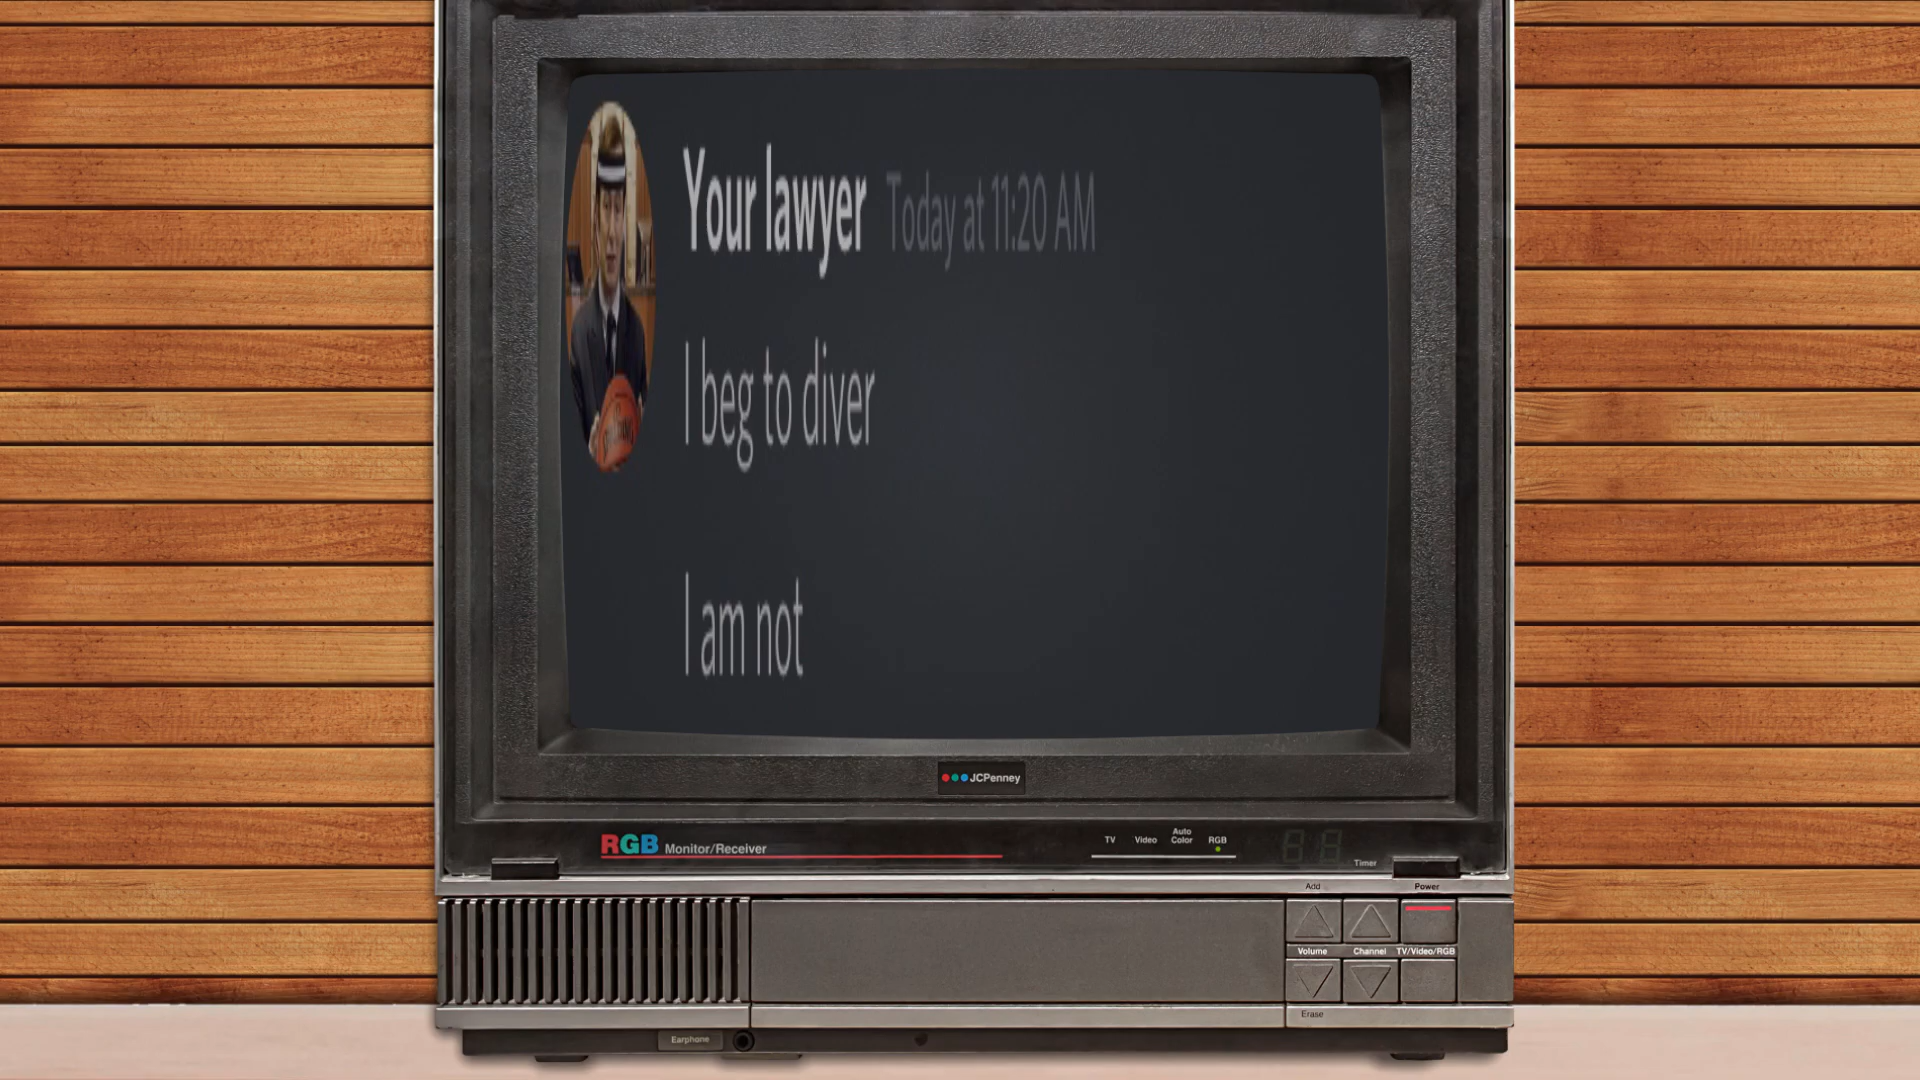 Your lawyer Today at 11:20 AM
I beg to diver
I am not
JCPenney
RGB Monitor/Receiver
TV Video Auto Color RGB
Timer
Add Power
Volume Channel TV/Video/RGB
Erase
Earphone